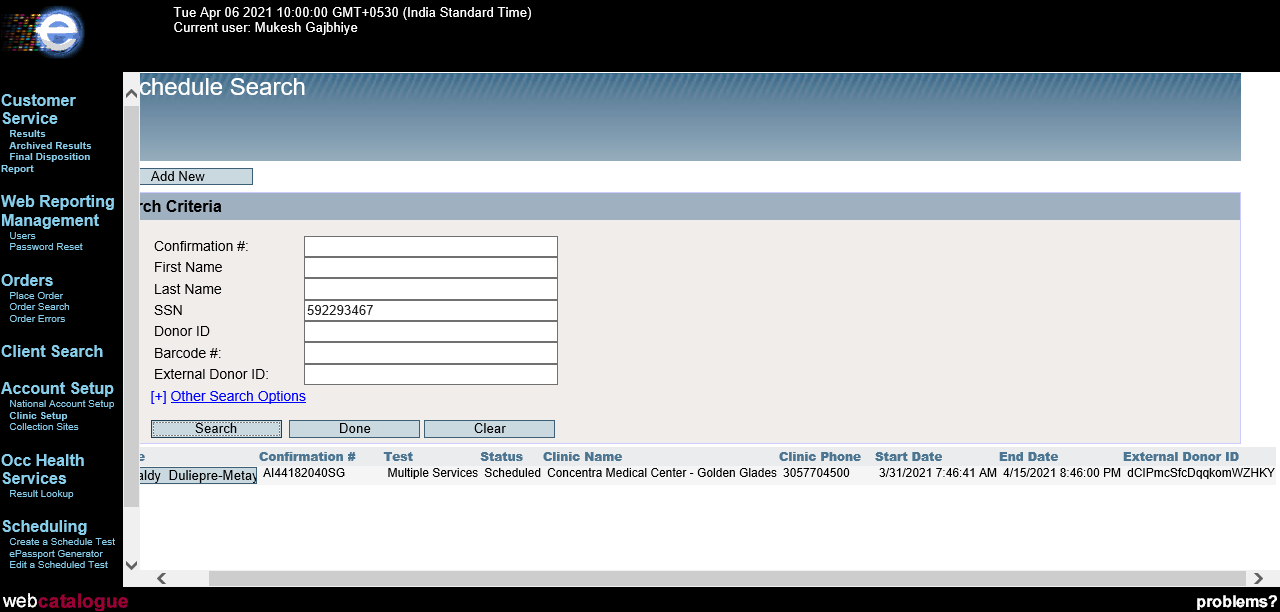 Tue Apr 06 2021 10:00:00 GMT+0530 (India Standard Time)
Current user: Mukesh Gajbhiye
e
Customer
Service
Results
Archived Results
Final Disposition
Report
Web Reporting
Management
Users
Password Reset
Orders
Place Order
Order Search
Order Errors
Client Search
Account Setup
National Account Setup
Clinic Setup
Collection Sites
Occ Health
Services
Result Lookup
Scheduling
Create a Schedule Test
ePassport Generator
Edit a Scheduled Test
chedule Search
Add New
rch Criteria
Confirmation #:
First Name
Last Name
SSN 592293467
Donor ID
Barcode #:
External Donor ID:
[+] Other Search Options
Search Done Clear
e Confirmation # Test Status Clinic Name Clinic Phone Start Date End Date External Donor ID
aldy Duliepre-Metay AI44182040SG Multiple Services Scheduled Concentra Medical Center - Golden Glades 3057704500 3/31/2021 7:46:41 AM 4/15/2021 8:46:00 PM dCIPmcSfcDqqkomWZHKY
webcatalogue problems?